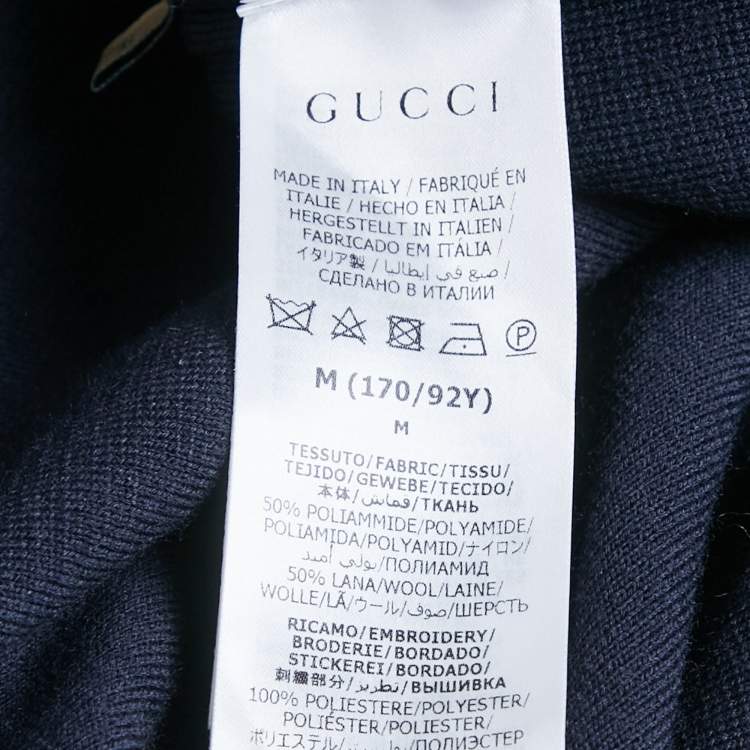 GUCCI
MADE IN ITALY / FABRIQUÉ EN
ITALIE / HECHO EN ITALIA /
HERGESTELLT IN ITALIEN /
FABRICADO EM ITÁLIA /
イタリア製 / صنع في إيطاليا /
СДЕЛАНО В ИТАЛИИ
P
M (170/92Y)
M
TESSUTO/FABRIC/TISSU/
TEJIDO/GEWEBE/TECIDO/
本体/قماش/ТКАНЬ
50% POLIAMMIDE/POLYAMIDE/
POLIAMIDA/POLYAMID/ナイロン/
بولي أميد/ПОЛИАМИД
50% LANA/WOOL/LAINE/
WOLLE/LÃ/ウール/صوف/ШЕРСТЬ
RICAMO/EMBROIDERY/
BRODERIE/BORDADO/
STICKEREI/BORDADO/
刺繍部分/تطريز/ВЫШИВКА
100% POLIESTERE/POLYESTER/
POLIÉSTER/POLYESTER/
ポリエステル/بوليستر/ПОЛИЭСТЕР